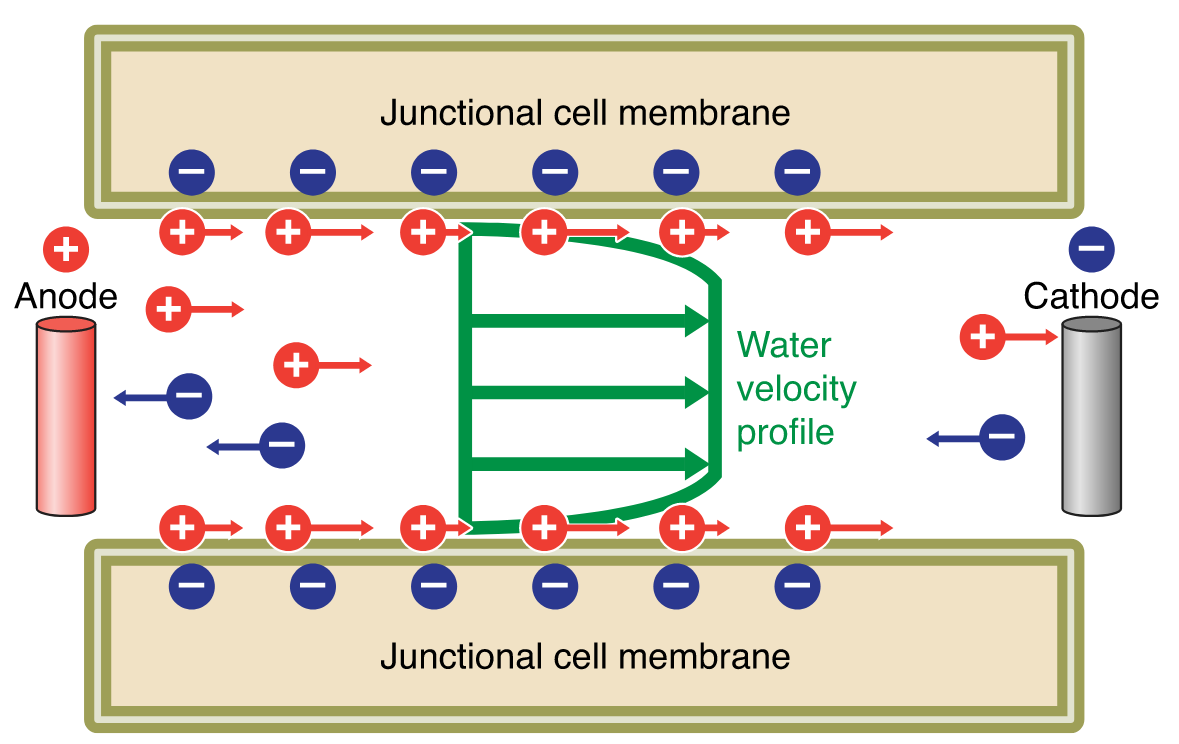 Junctional cell membrane
Anode
Cathode
Water
velocity
profile
Junctional cell membrane